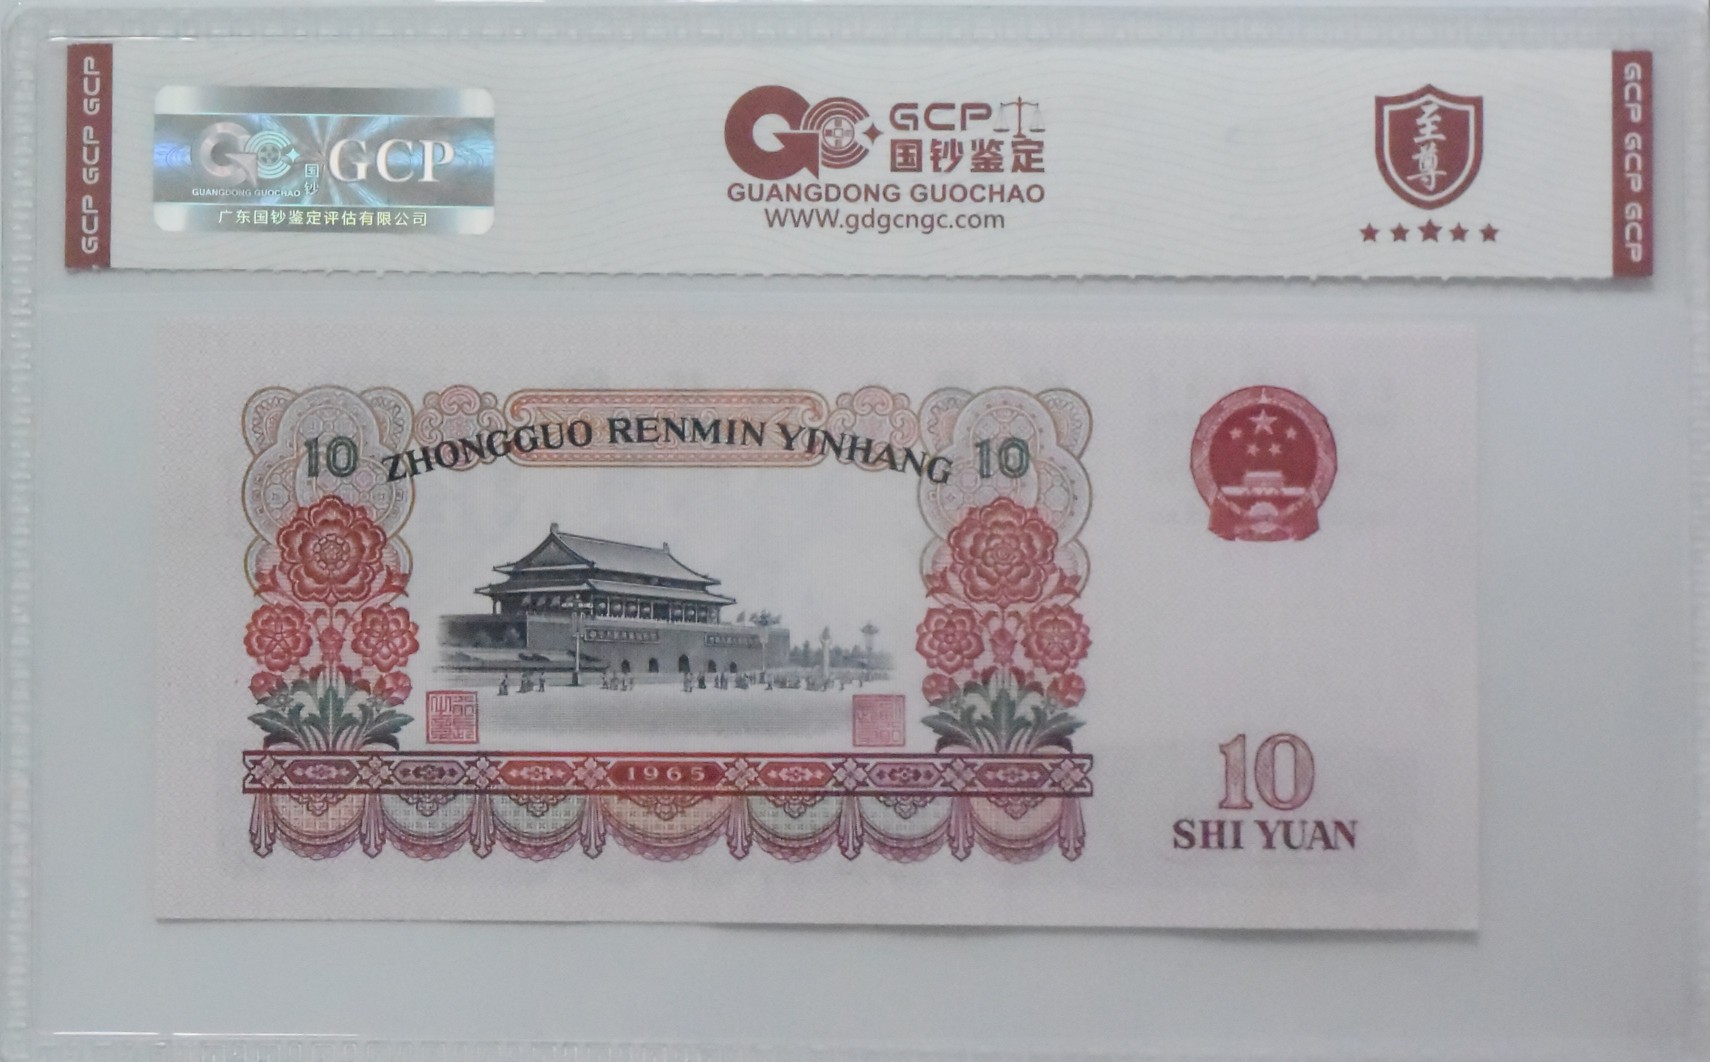 GCP GCP GCP
国钞
GCP
GUANGDONG GUOCHAO
广东国钞鉴定评估有限公司
GCP
国钞鉴定
GUANGDONG GUOCHAO
WWW.gdgcngc.com
至尊
GCP GCP GCP
10 ZHONGGUO RENMIN YINHANG 10
1965
10
SHI YUAN